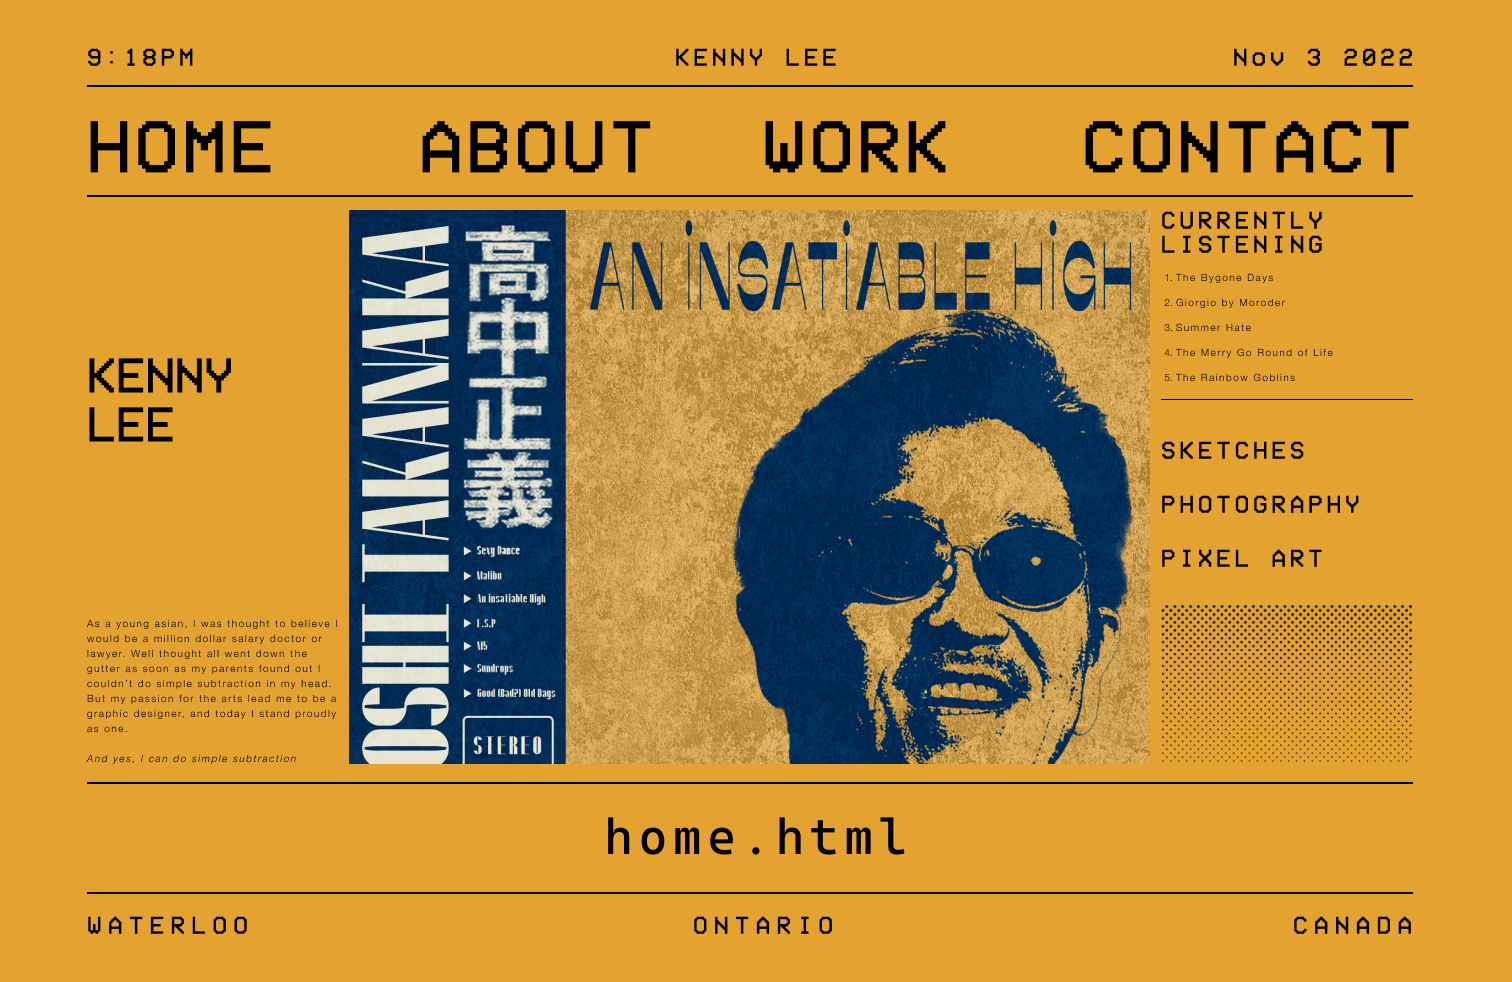 9:18PM
KENNY LEE
Nov 3 2022
HOME
ABOUT
WORK
CONTACT
KENNY
LEE
As a young asian, I was thought to believe I
would be a million dollar salary doctor or
lawyer. Well thought all went down the
gutter as soon as my parents found out I
couldn't do simple subtraction in my head.
But my passion for the arts lead me to be a
graphic designer, and today I stand proudly
as one.
And yes, I can do simple subtraction
OSHI TAKANAKA
高中正義
▶ Sexy Dance
▶ Malibu
▶ An insatiable High
▶ E.S.P
▶ M5
▶ Sundrops
▶ Good (Bad?) Old Days
STEREO
AN iNSATiABLE HiGH
CURRENTLY
LISTENING
1. The Bygone Days
2. Giorgio by Moroder
3. Summer Hate
4. The Merry Go Round of Life
5. The Rainbow Goblins
SKETCHES
PHOTOGRAPHY
PIXEL ART
home.html
WATERLOO
ONTARIO
CANADA